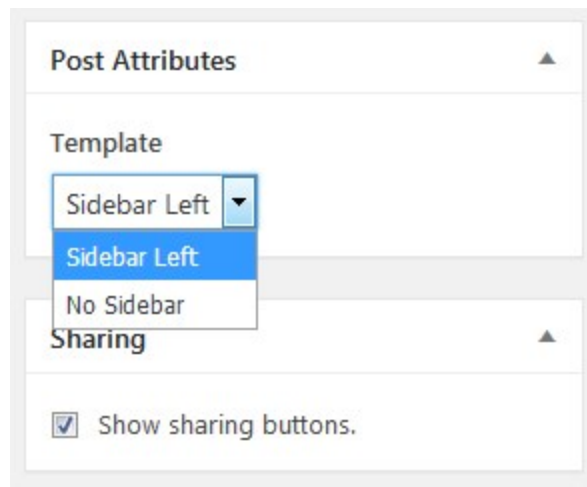 Post Attributes
Template
Sidebar Left
Sidebar Left
No Sidebar
Sharing
Show sharing buttons.